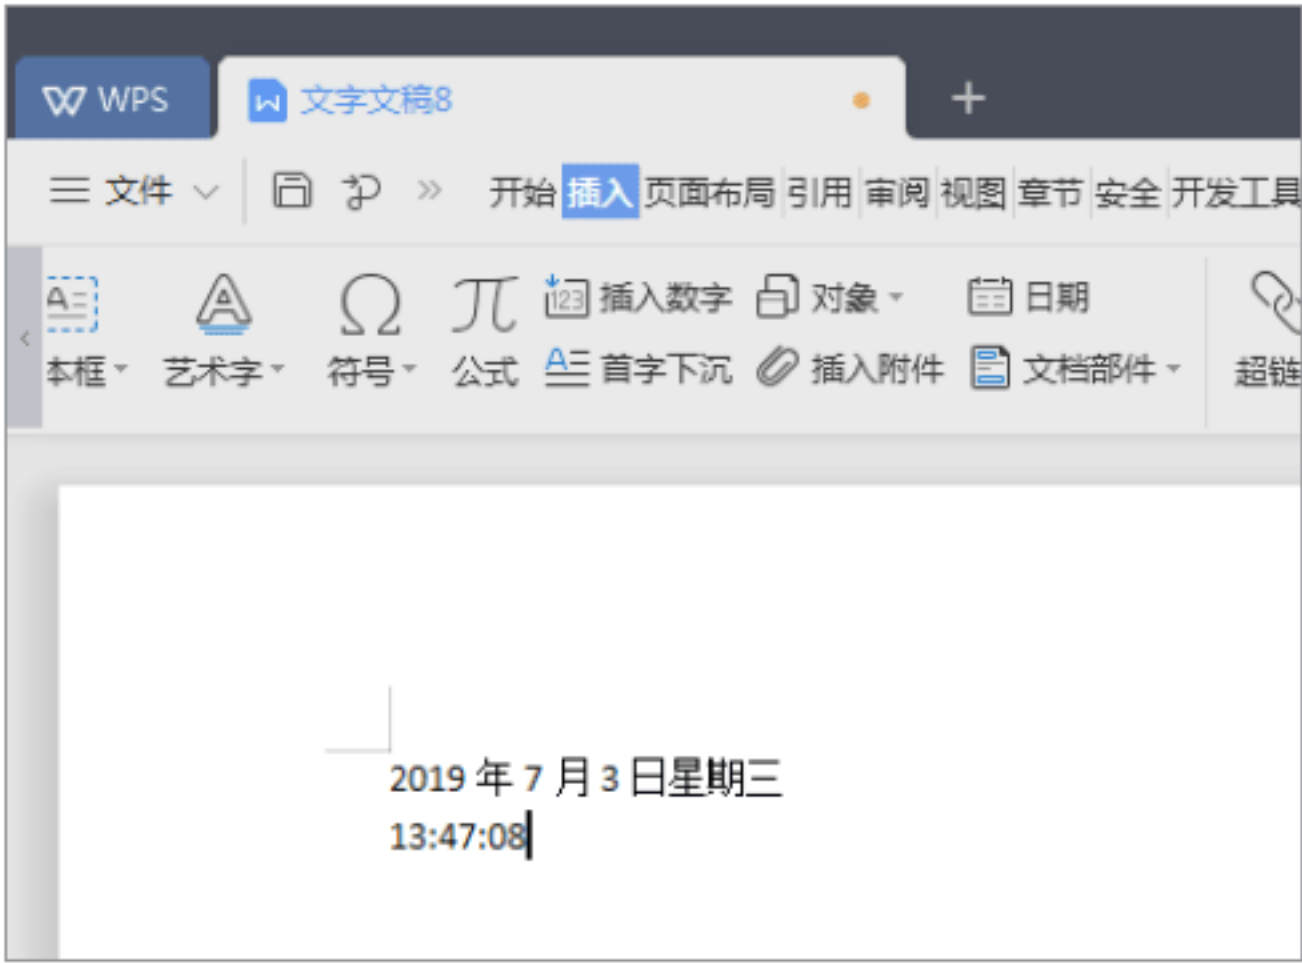 WPS 文字文稿8 +
文件 开始 插入 页面布局 引用 审阅 视图 章节 安全 开发工具
A 123 插入数字 对象 日期
本框 艺术字 符号 公式 首字下沉 插入附件 文档部件 超链
2019 年 7 月 3 日星期三
13:47:08